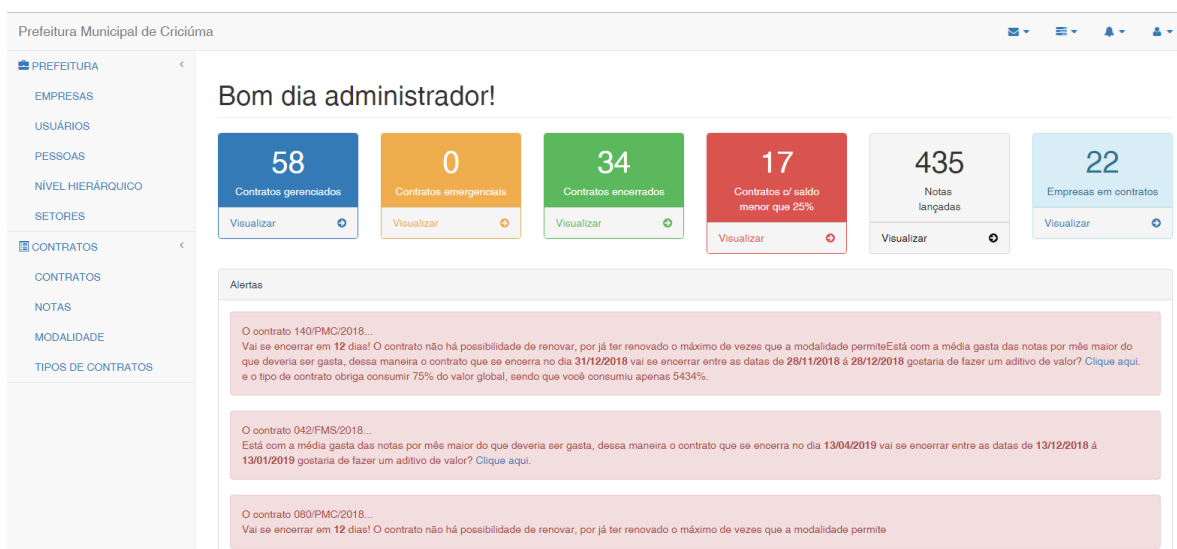 Prefeitura Municipal de Criciúma
PREFEITURA
EMPRESAS
USUÁRIOS
PESSOAS
NÍVEL HIERÁRQUICO
SETORES
CONTRATOS
CONTRATOS
NOTAS
MODALIDADE
TIPOS DE CONTRATOS
Bom dia administrador!
58
Contratos gerenciados
Visualizar
0
Contratos emergenciais
Visualizar
34
Contratos encerrados
Visualizar
17
Contratos c/ saldo
menor que 25%
Visualizar
435
Notas
lançadas
Visualizar
22
Empresas em contratos
Visualizar
Alertas
O contrato 140/PMC/2018...
Vai se encerrar em 12 dias! O contrato não há possibilidade de renovar, por já ter renovado o máximo de vezes que a modalidade permiteEstá com a média gasta das notas por mês maior do
que deveria ser gasta, dessa maneira o contrato que se encerra no dia 31/12/2018 vai se encerrar entre as datas de 28/11/2018 á 28/12/2018 gostaria de fazer um aditivo de valor? Clique aqui.
e o tipo de contrato obriga consumir 75% do valor global, sendo que você consumiu apenas 5434%.
O contrato 042/FMS/2018...
Está com a média gasta das notas por mês maior do que deveria ser gasta, dessa maneira o contrato que se encerra no dia 13/04/2019 vai se encerrar entre as datas de 13/12/2018 á
13/01/2019 gostaria de fazer um aditivo de valor? Clique aqui.
O contrato 080/PMC/2018...
Vai se encerrar em 12 dias! O contrato não há possibilidade de renovar, por já ter renovado o máximo de vezes que a modalidade permite